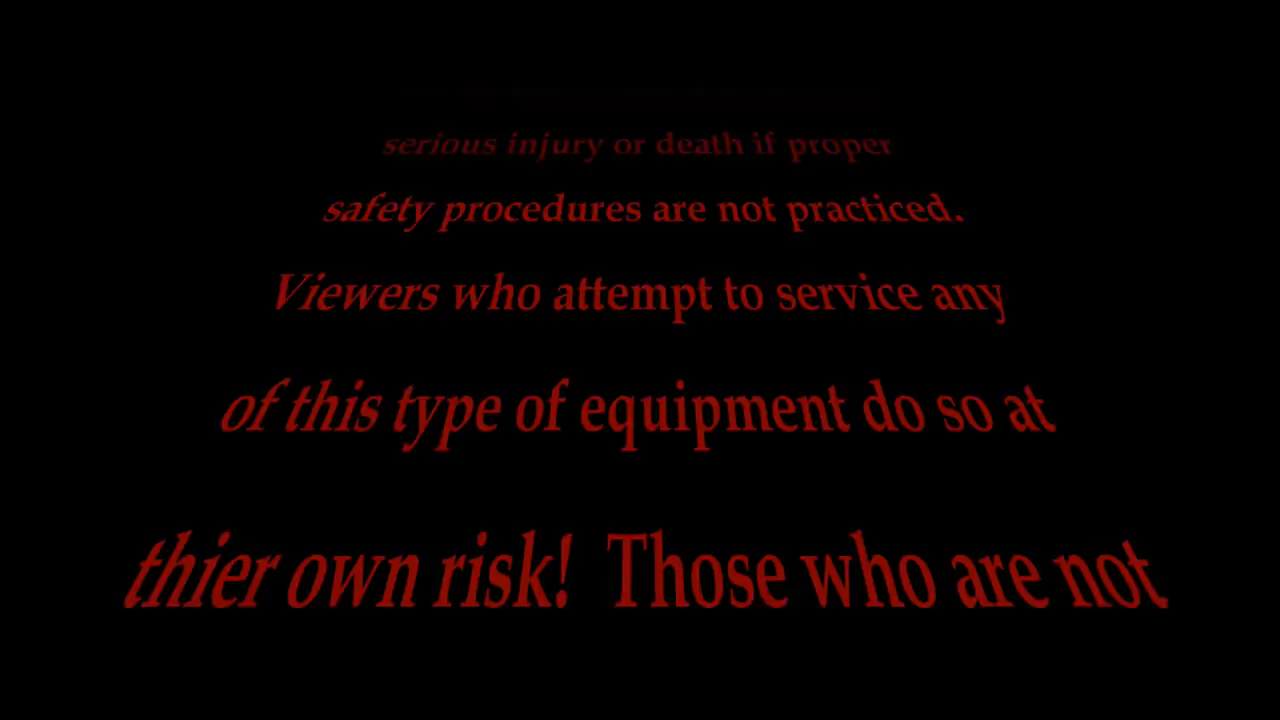 serious injury or death if proper
safety procedures are not practiced.
Viewers who attempt to service any
of this type of equipment do so at
thier own risk!  Those who are not